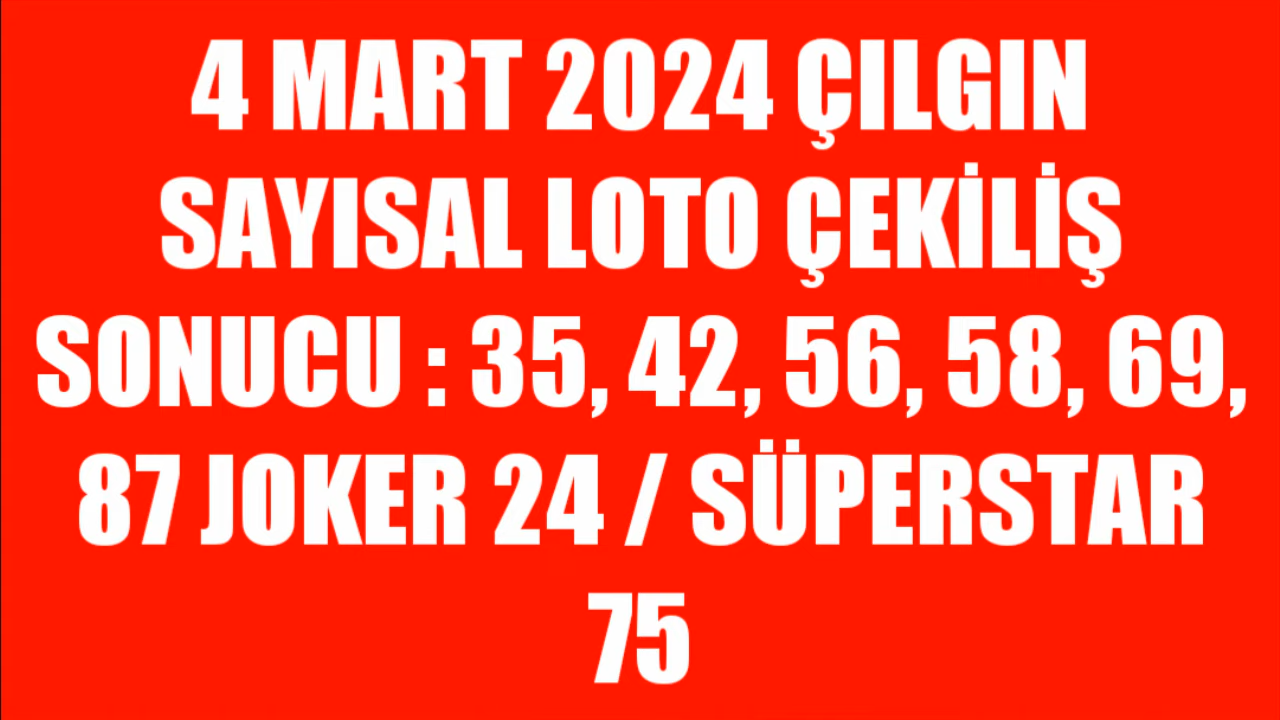 4 MART 2024 ÇILGIN
SAYISAL LOTO ÇEKİLİŞ
SONUCU : 35, 42, 56, 58, 69,
87 JOKER 24 / SÜPERSTAR
75